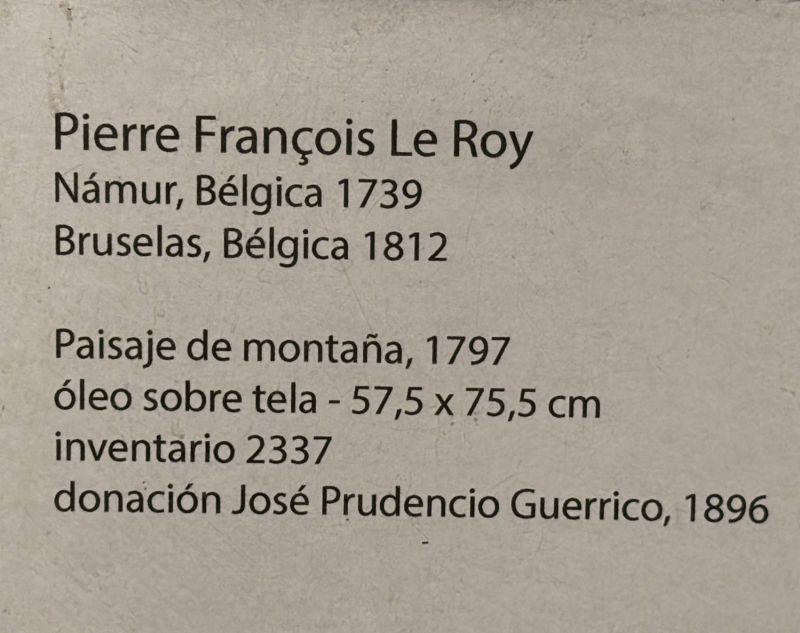 Pierre François Le Roy
Námur, Bélgica 1739
Bruselas, Bélgica 1812
Paisaje de montaña, 1797
óleo sobre tela - 57,5 x 75,5 cm
inventario 2337
donación José Prudencio Guerrico, 1896